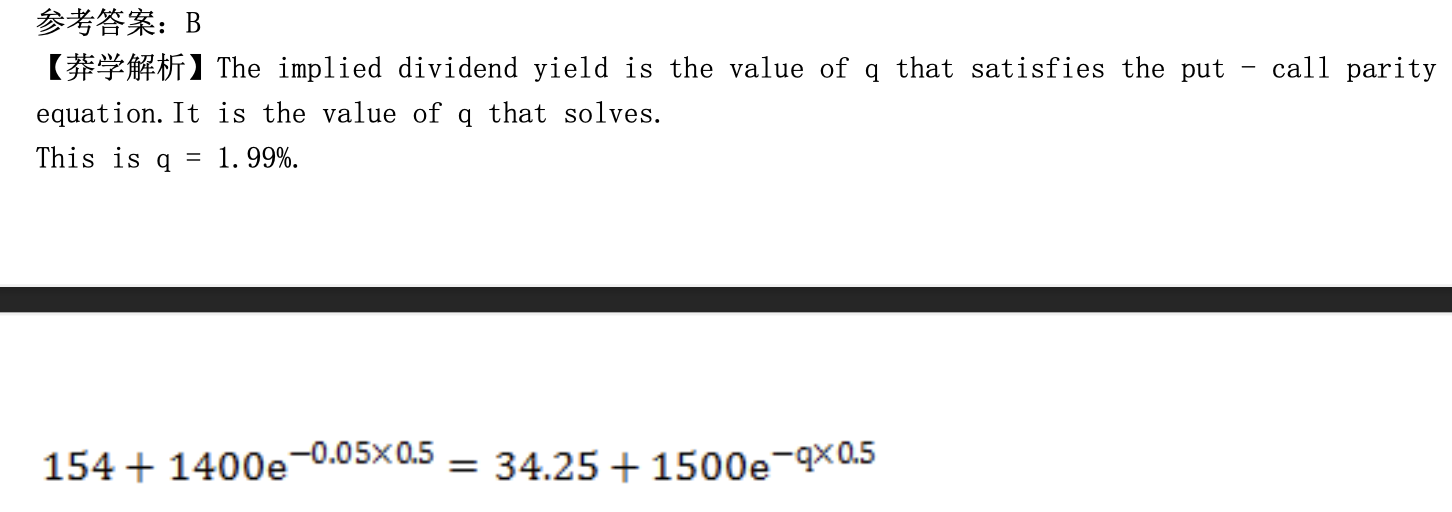 参考答案：B
【莽学解析】The implied dividend yield is the value of q that satisfies the put - call parity
equation.It is the value of q that solves.
This is q = 1.99%.
154 + 1400e^{−0.05×0.5} = 34.25 + 1500e^{−q×0.5}